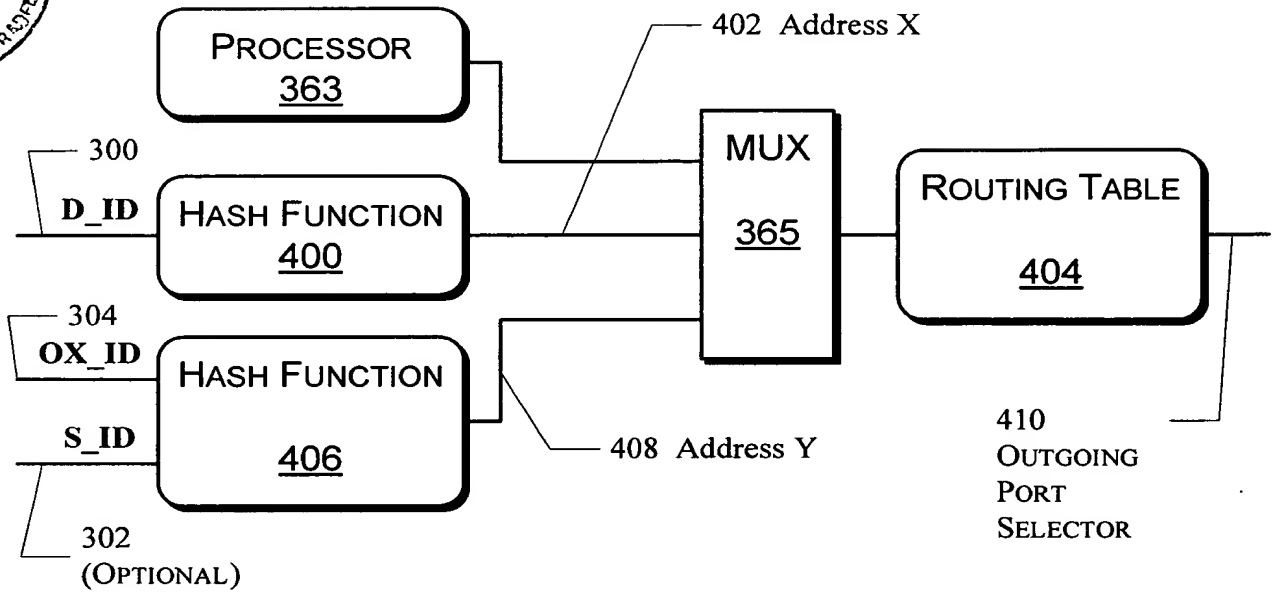 PROCESSOR
363
402 Address X
300
D_ID
HASH FUNCTION
400
MUX
365
ROUTING TABLE
404
304
OX_ID
HASH FUNCTION
406
S_ID
302
(OPTIONAL)
408 Address Y
410
OUTGOING
PORT
SELECTOR